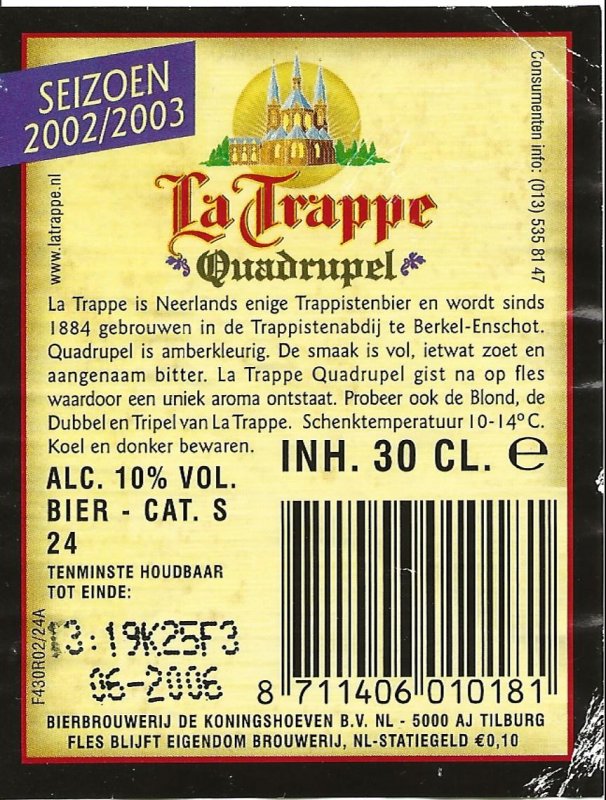 SEIZOEN
2002/2003
www.latrappe.nl
Consumenten info: (013) 535 81 47
La Trappe
Quadrupel
La Trappe is Neerlands enige Trappistenbier en wordt sinds
1884 gebrouwen in de Trappistenabdij te Berkel-Enschot.
Quadrupel is amberkleurig. De smaak is vol, ietwat zoet en
aangenaam bitter. La Trappe Quadrupel gist na op fles
waardoor een uniek aroma ontstaat. Probeer ook de Blond, de
Dubbel en Tripel van La Trappe. Schenktemperatuur 10-14°C.
Koel en donker bewaren.
INH. 30 CL. ℮
ALC. 10% VOL.
BIER - CAT. S
24
TENMINSTE HOUDBAAR
TOT EINDE:
13:19K25F3
06-2006
F430R02/24A
8 711406 010181
BIERBROUWERIJ DE KONINGSHOEVEN B.V. NL - 5000 AJ TILBURG
FLES BLIJFT EIGENDOM BROUWERIJ, NL-STATIEGELD €0,10